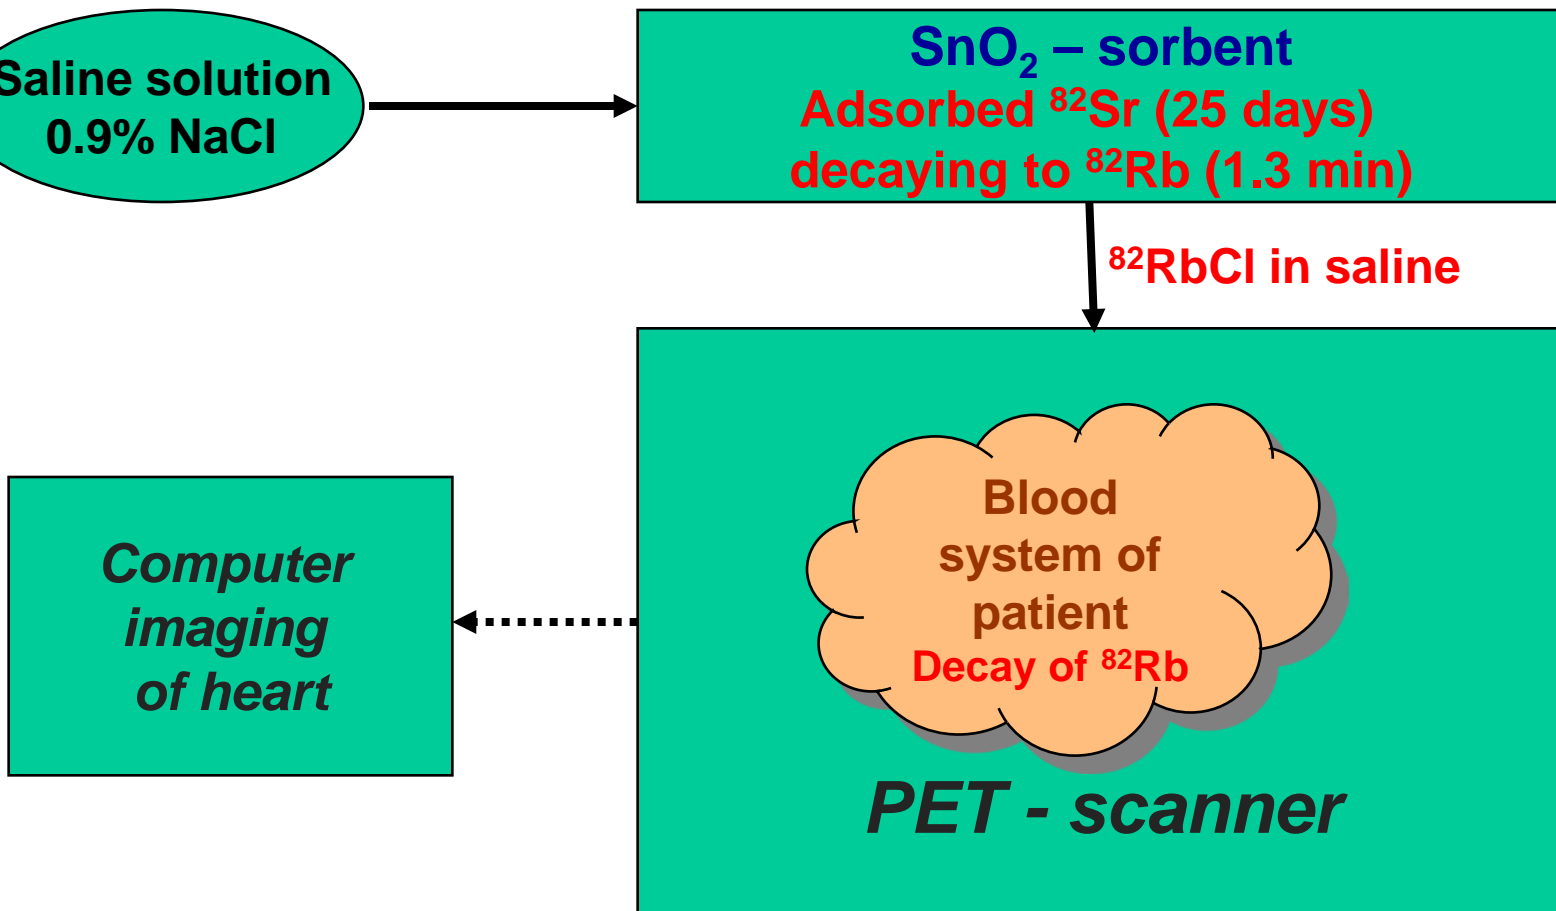 Saline solution
0.9% NaCl
SnO₂ – sorbent
Adsorbed ⁸²Sr (25 days)
decaying to ⁸²Rb (1.3 min)
⁸²RbCl in saline
Blood
system of
patient
Decay of ⁸²Rb
PET - scanner
Computer
imaging
of heart